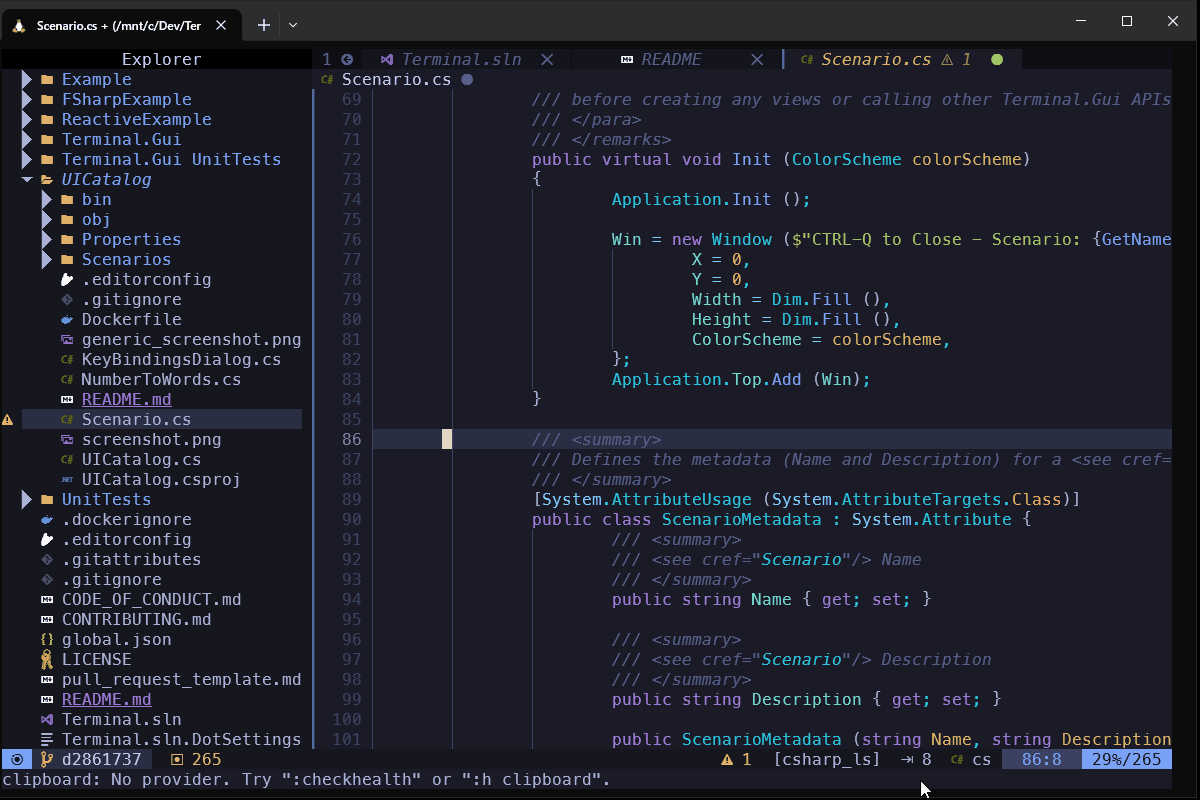 Scenario.cs + (/mnt/c/Dev/Ter
Explorer
Example
FSharpExample
ReactiveExample
Terminal.Gui
Terminal.Gui UnitTests
UICatalog
bin
obj
Properties
Scenarios
.editorconfig
.gitignore
Dockerfile
generic_screenshot.png
C# KeyBindingsDialog.cs
C# NumberToWords.cs
README.md
C# Scenario.cs
screenshot.png
C# UICatalog.cs
.NET UICatalog.csproj
UnitTests
.dockerignore
.editorconfig
.gitattributes
.gitignore
CODE_OF_CONDUCT.md
CONTRIBUTING.md
{} global.json
LICENSE
pull_request_template.md
README.md
Terminal.sln
Terminal.sln.DotSettings
1 Terminal.sln README C# Scenario.cs 1
C# Scenario.cs
69 /// before creating any views or calling other Terminal.Gui APIs
70 /// </para>
71 /// </remarks>
72 public virtual void Init (ColorScheme colorScheme)
73 {
74 Application.Init ();
75
76 Win = new Window ($"CTRL-Q to Close - Scenario: {GetName
77 X = 0,
78 Y = 0,
79 Width = Dim.Fill (),
80 Height = Dim.Fill (),
81 ColorScheme = colorScheme,
82 };
83 Application.Top.Add (Win);
84 }
85
86 /// <summary>
87 /// Defines the metadata (Name and Description) for a <see cref=
88 /// </summary>
89 [System.AttributeUsage (System.AttributeTargets.Class)]
90 public class ScenarioMetadata : System.Attribute {
91 /// <summary>
92 /// <see cref="Scenario"/> Name
93 /// </summary>
94 public string Name { get; set; }
95
96 /// <summary>
97 /// <see cref="Scenario"/> Description
98 /// </summary>
99 public string Description { get; set; }
100
101 public ScenarioMetadata (string Name, string Description
d2861737 265 1 [csharp_ls] 8 C# cs 86:8 29%/265
clipboard: No provider. Try ":checkhealth" or ":h clipboard".